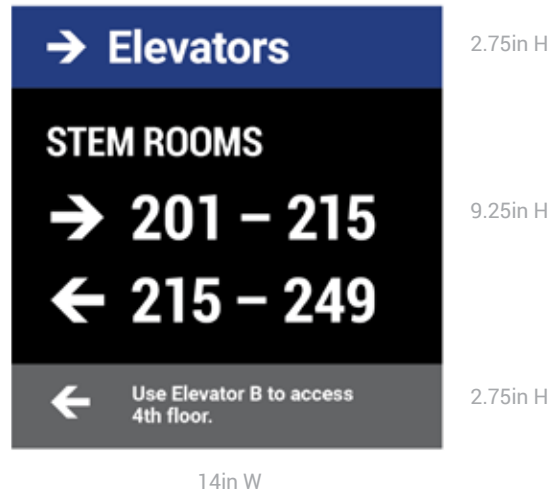 → Elevators
2.75in H
STEM ROOMS
→ 201 – 215
9.25in H
← 215 – 249
← Use Elevator B to access
4th floor.
2.75in H
14in W